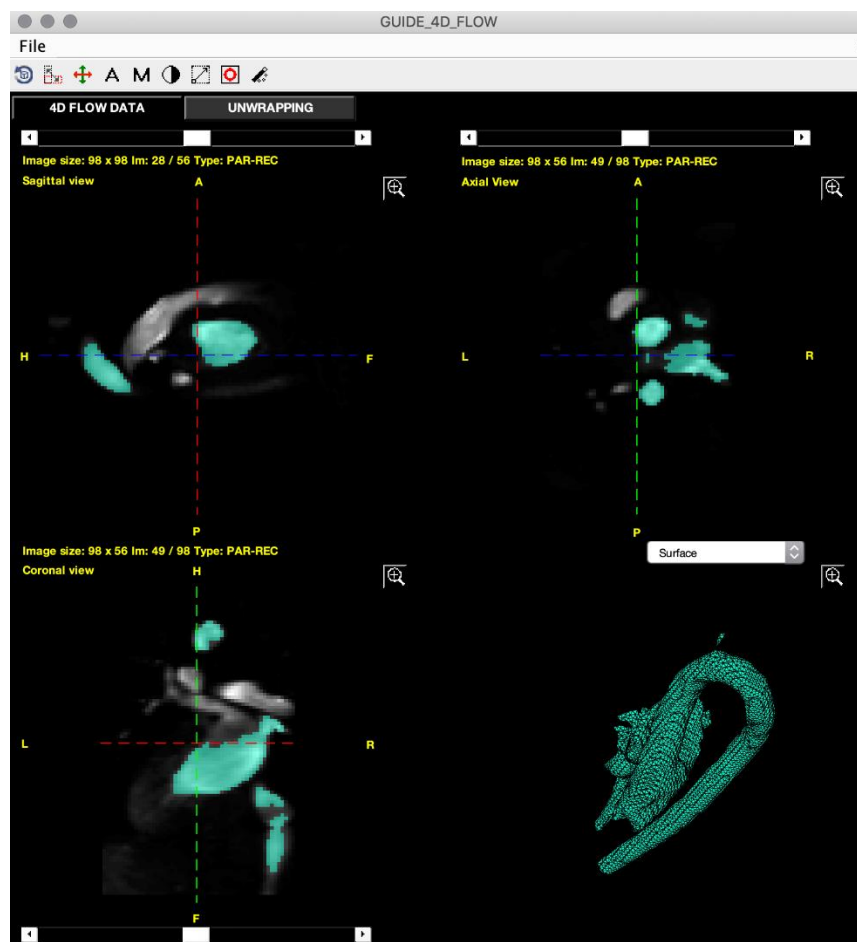 GUIDE_4D_FLOW
File
A M
4D FLOW DATA UNWRAPPING
Image size: 98 x 98 Im: 28 / 56 Type: PAR-REC
Sagittal view
A
H
F
P
Image size: 98 x 56 Im: 49 / 98 Type: PAR-REC
Axial View
A
L
R
P
Image size: 98 x 56 Im: 49 / 98 Type: PAR-REC
Coronal view
H
L
R
F
Surface